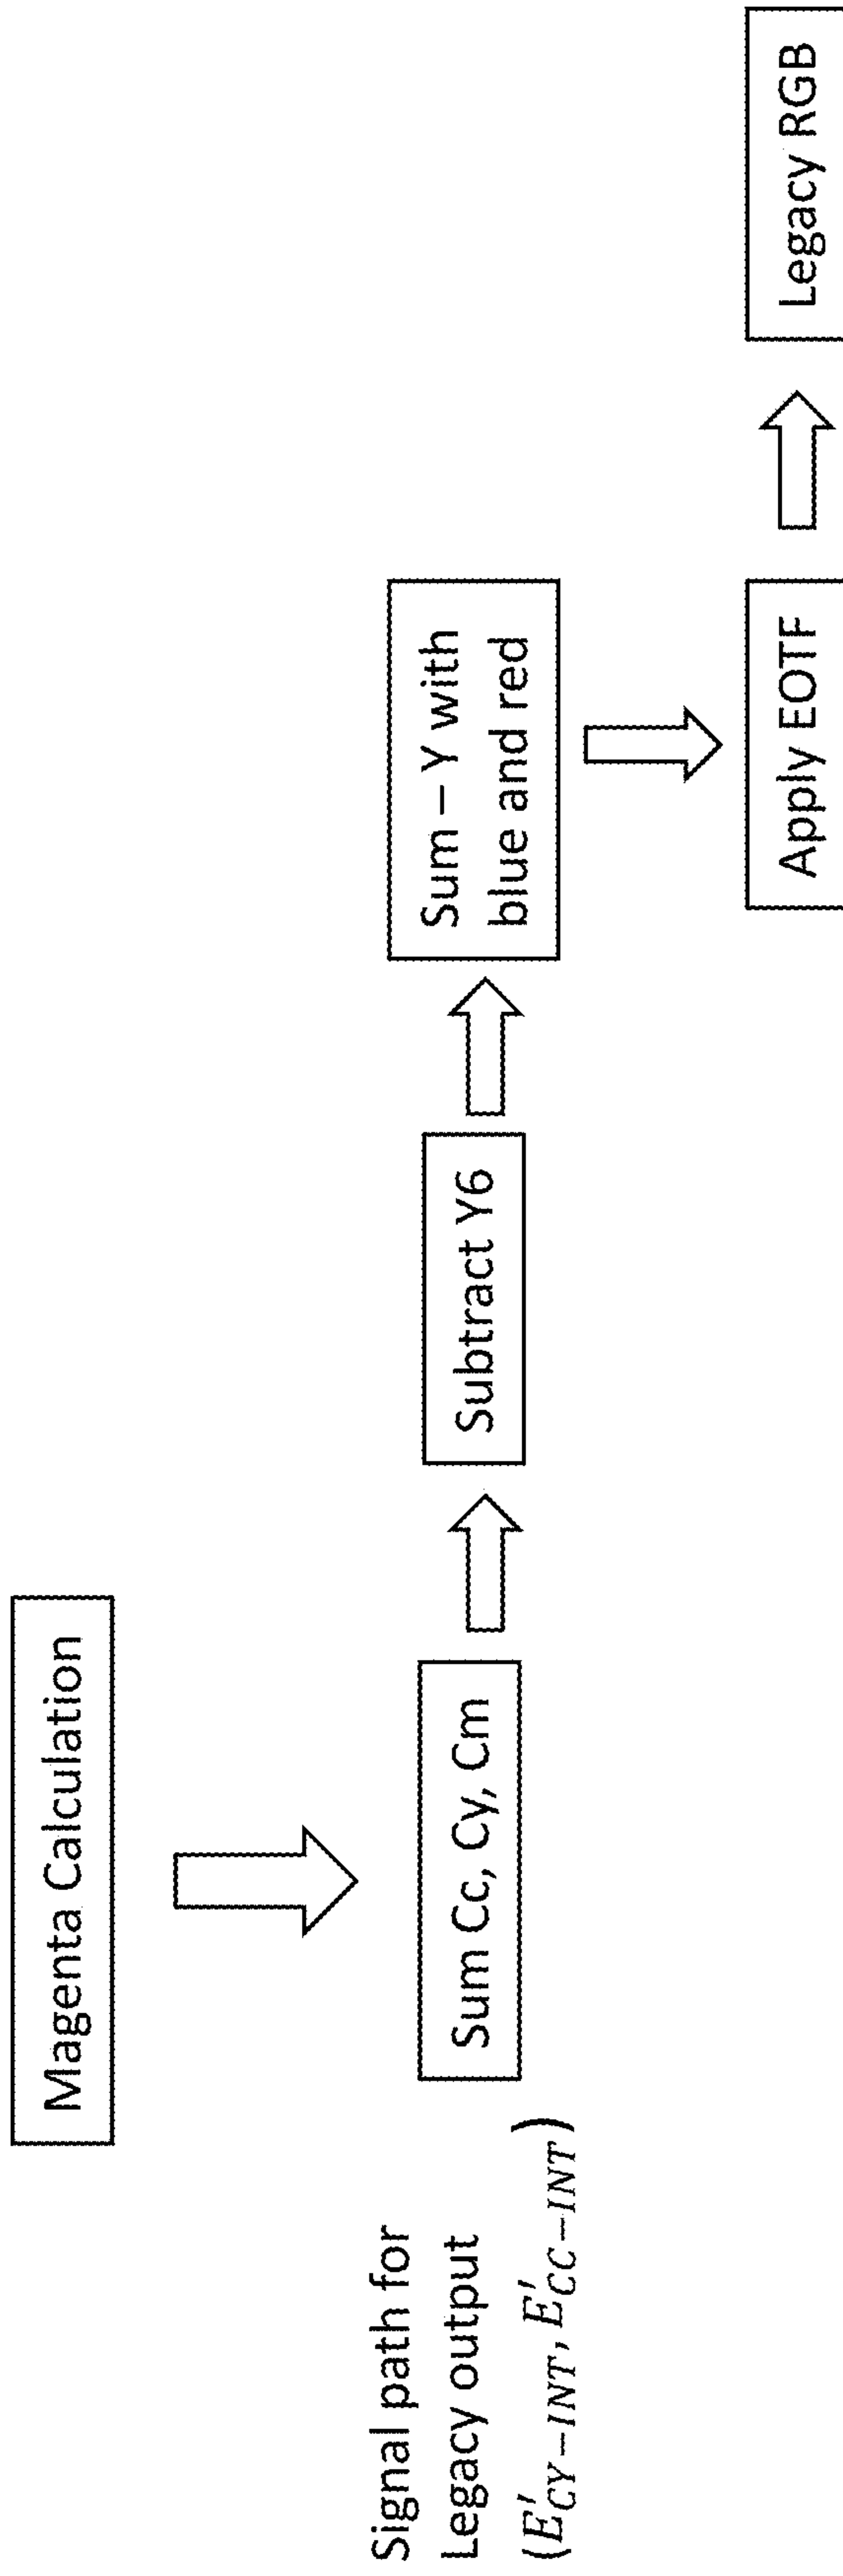 Magenta Calculation
Signal path for
Legacy output
(E′CY−INT, E′CC−INT)
Sum Cc, Cy, Cm
Subtract Y6
Sum – Y with
blue and red
Apply EOTF
Legacy RGB